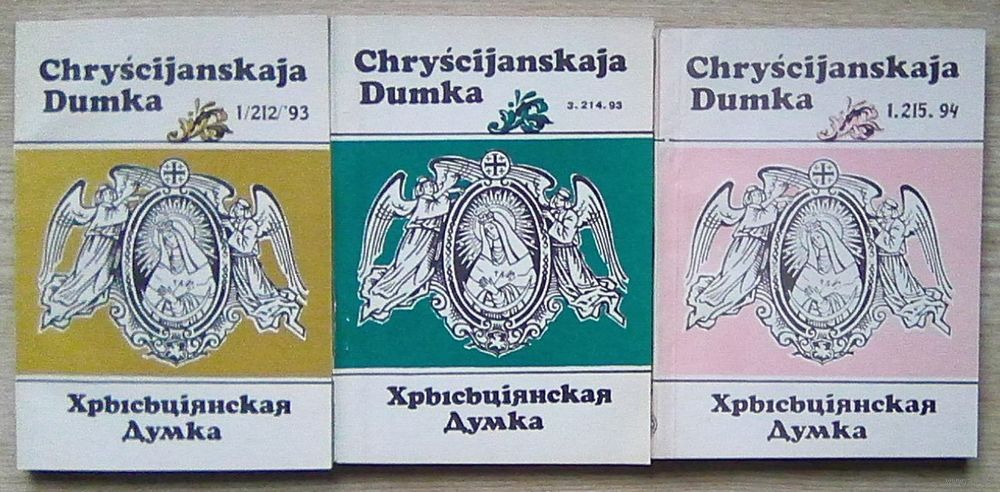 Chryścijanskaja
Dumka
1/212/'93
Хрысьціянская
Думка
Chryścijanskaja
Dumka
3.214.93
Хрысьціянская
Думка
Chryścijanskaja
Dumka
1.215.94
Хрысьціянская
Думка